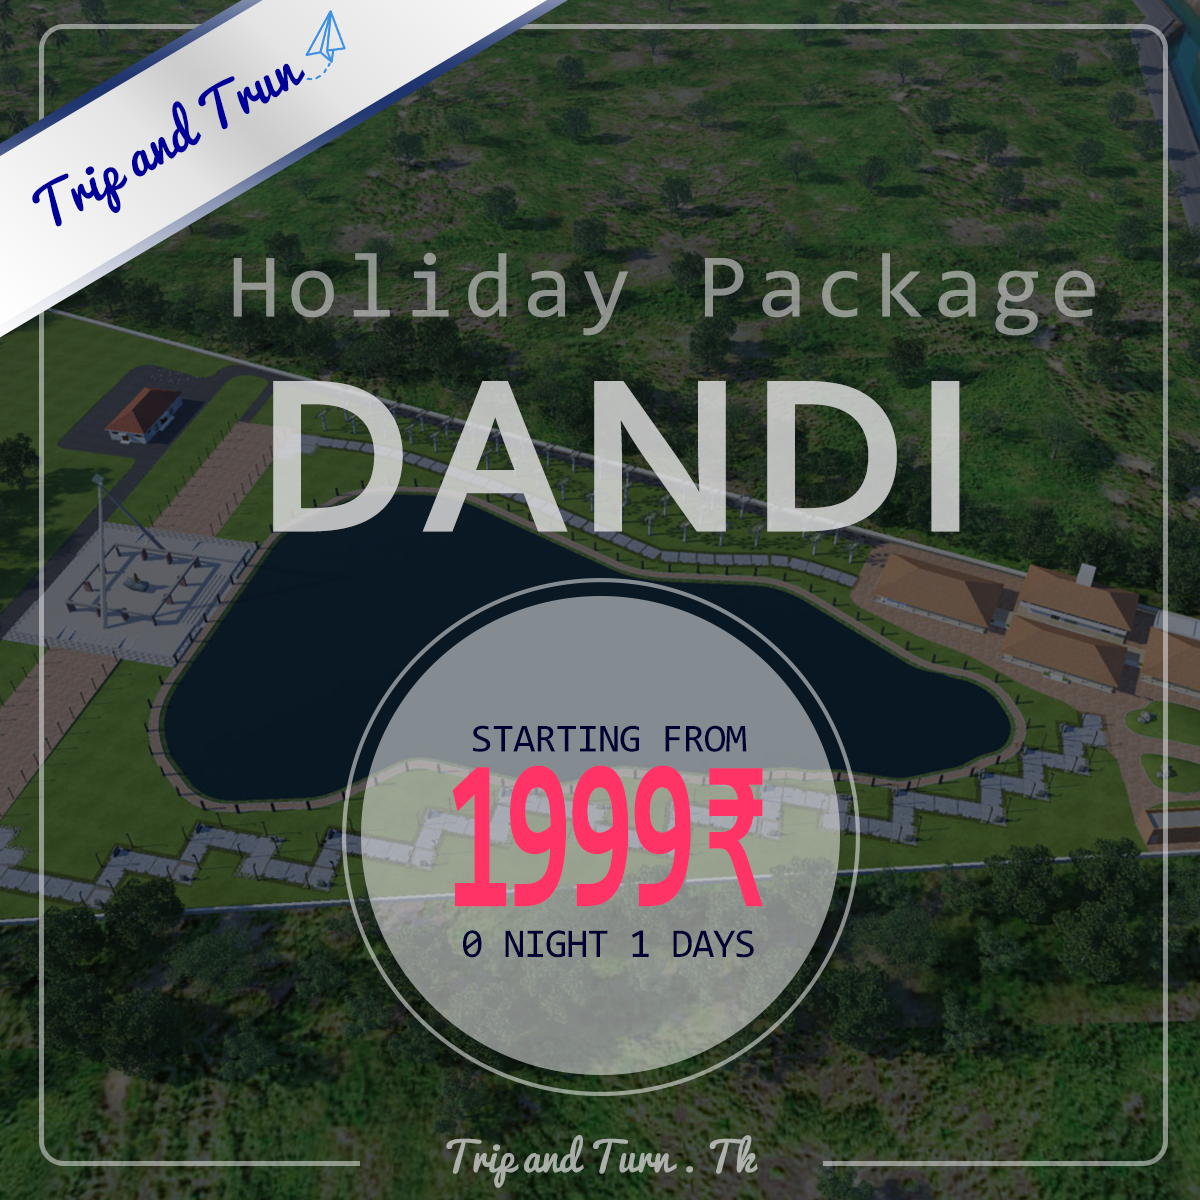 Trip and Trun
Holiday Package
DANDI
STARTING FROM
1999₹
0 NIGHT 1 DAYS
Trip and Turn . Tk